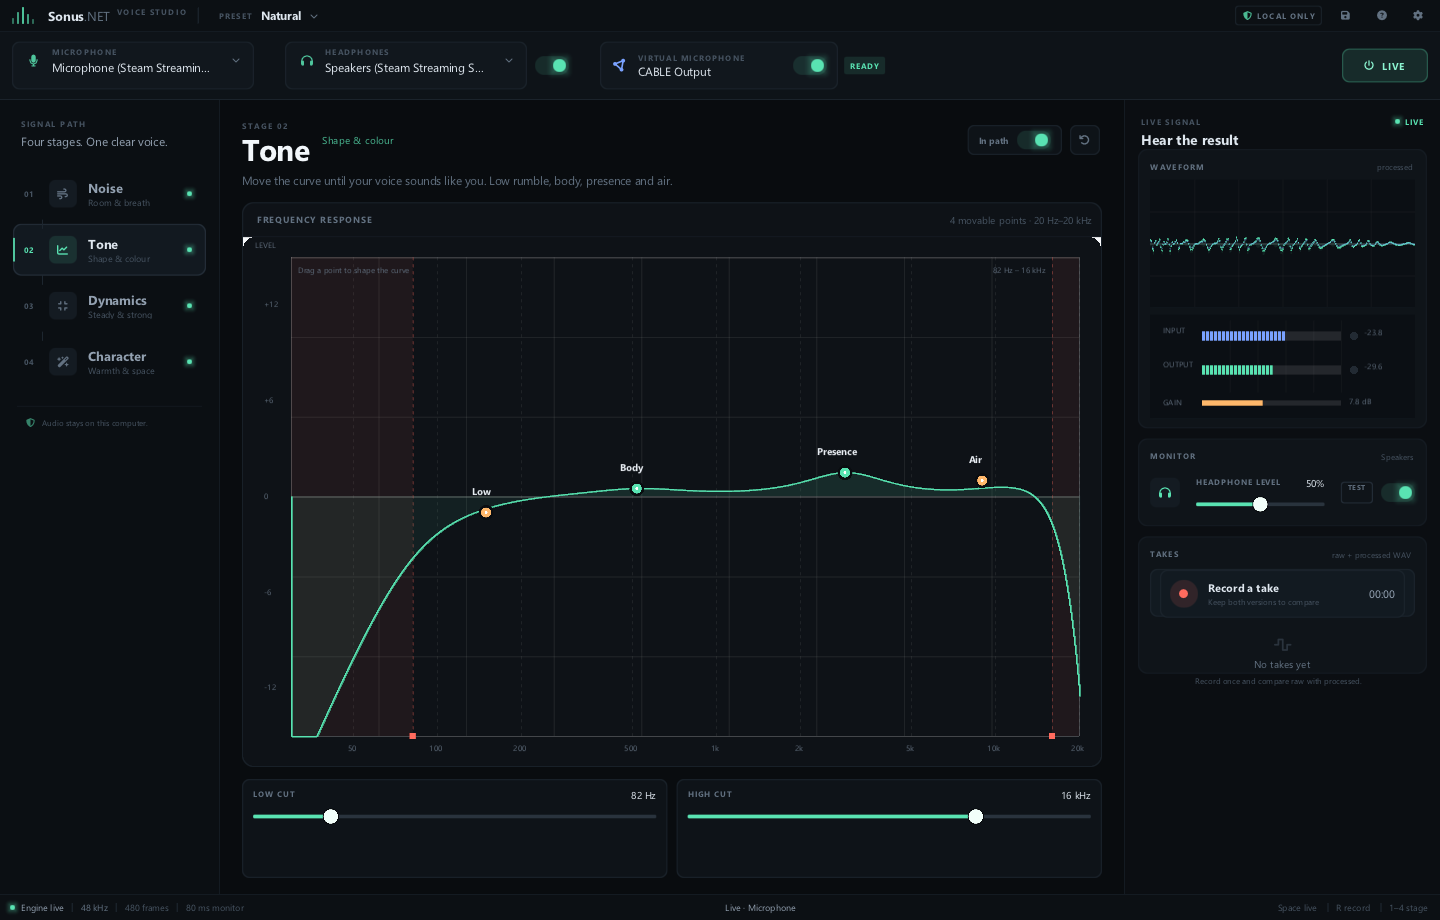 Sonus.NET VOICE STUDIO PRESET Natural LOCAL ONLY
MICROPHONE
Microphone (Steam Streamin...
HEADPHONES
Speakers (Steam Streaming S...
VIRTUAL MICROPHONE
CABLE Output
READY
LIVE
SIGNAL PATH
Four stages. One clear voice.
01 Noise
Room & breath
02 Tone
Shape & colour
03 Dynamics
Steady & strong
04 Character
Warmth & space
Audio stays on this computer.
STAGE 02
Tone Shape & colour
Move the curve until your voice sounds like you. Low rumble, body, presence and air.
In path
FREQUENCY RESPONSE 4 movable points · 20 Hz–20 kHz
LEVEL
Drag a point to shape the curve 82 Hz – 16 kHz
+12
+6
0
-6
-12
Low
Body
Presence
Air
50 100 200 500 1k 2k 5k 10k 20k
LOW CUT 82 Hz
HIGH CUT 16 kHz
LIVE SIGNAL LIVE
Hear the result
WAVEFORM processed
INPUT -23.8
OUTPUT -29.6
GAIN 7.8 dB
MONITOR Speakers
HEADPHONE LEVEL 50% TEST
TAKES raw + processed WAV
Record a take
Keep both versions to compare
00:00
No takes yet
Record once and compare raw with processed.
Engine live 48 kHz 480 frames 80 ms monitor Live · Microphone Space live R record 1–4 stage